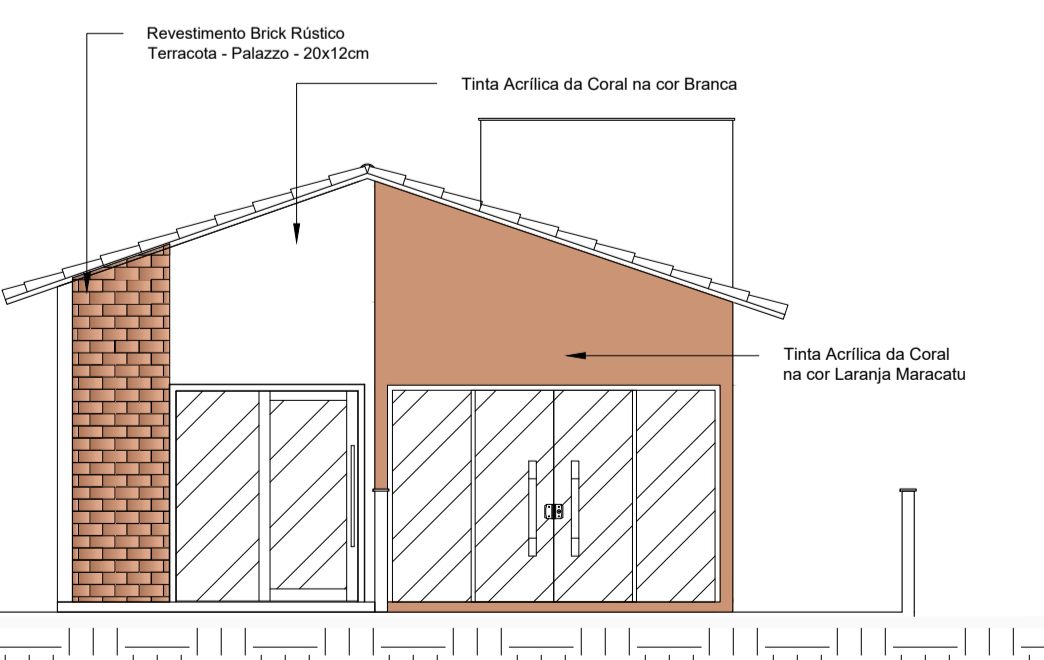 Revestimento Brick Rústico
Terracota - Palazzo - 20x12cm
Tinta Acrílica da Coral na cor Branca
Tinta Acrílica da Coral
na cor Laranja Maracatu